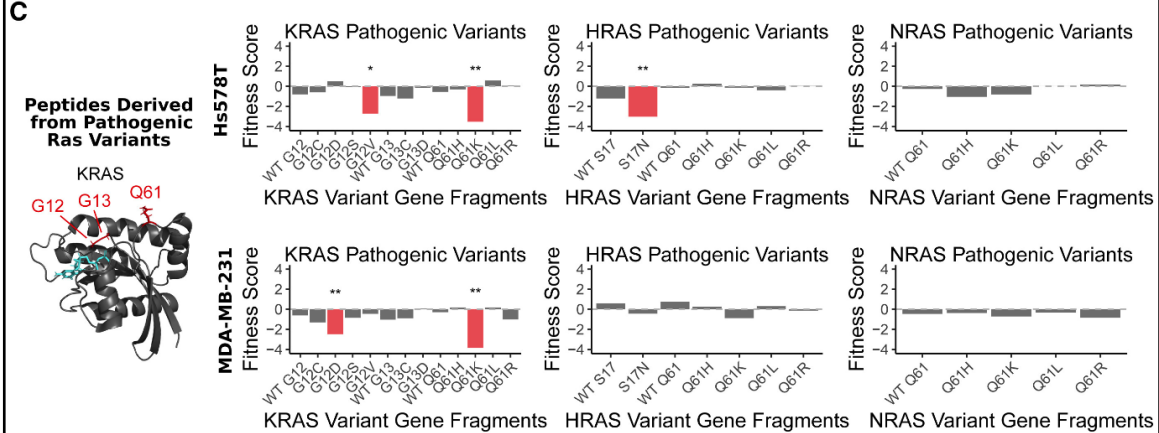 C
Peptides Derived
from Pathogenic
Ras Variants
KRAS
G12
G13
Q61
Hs578T
KRAS Pathogenic Variants
Fitness Score
4
2
0
−2
−4
*
**
WT G12
G12C
G12D
G12S
G12V
WT G13
G13C
G13D
WT Q61
Q61H
Q61K
Q61L
Q61R
KRAS Variant Gene Fragments
HRAS Pathogenic Variants
Fitness Score
4
2
0
−2
−4
**
WT S17
S17N
WT Q61
Q61H
Q61K
Q61L
Q61R
HRAS Variant Gene Fragments
NRAS Pathogenic Variants
Fitness Score
4
2
0
−2
−4
WT Q61
Q61H
Q61K
Q61L
Q61R
NRAS Variant Gene Fragments
MDA-MB-231
KRAS Pathogenic Variants
Fitness Score
4
2
0
−2
−4
**
**
WT G12
G12C
G12D
G12S
G12V
WT G13
G13C
G13D
WT Q61
Q61H
Q61K
Q61L
Q61R
KRAS Variant Gene Fragments
HRAS Pathogenic Variants
Fitness Score
4
2
0
−2
−4
WT S17
S17N
WT Q61
Q61H
Q61K
Q61L
Q61R
HRAS Variant Gene Fragments
NRAS Pathogenic Variants
Fitness Score
4
2
0
−2
−4
WT Q61
Q61H
Q61K
Q61L
Q61R
NRAS Variant Gene Fragments